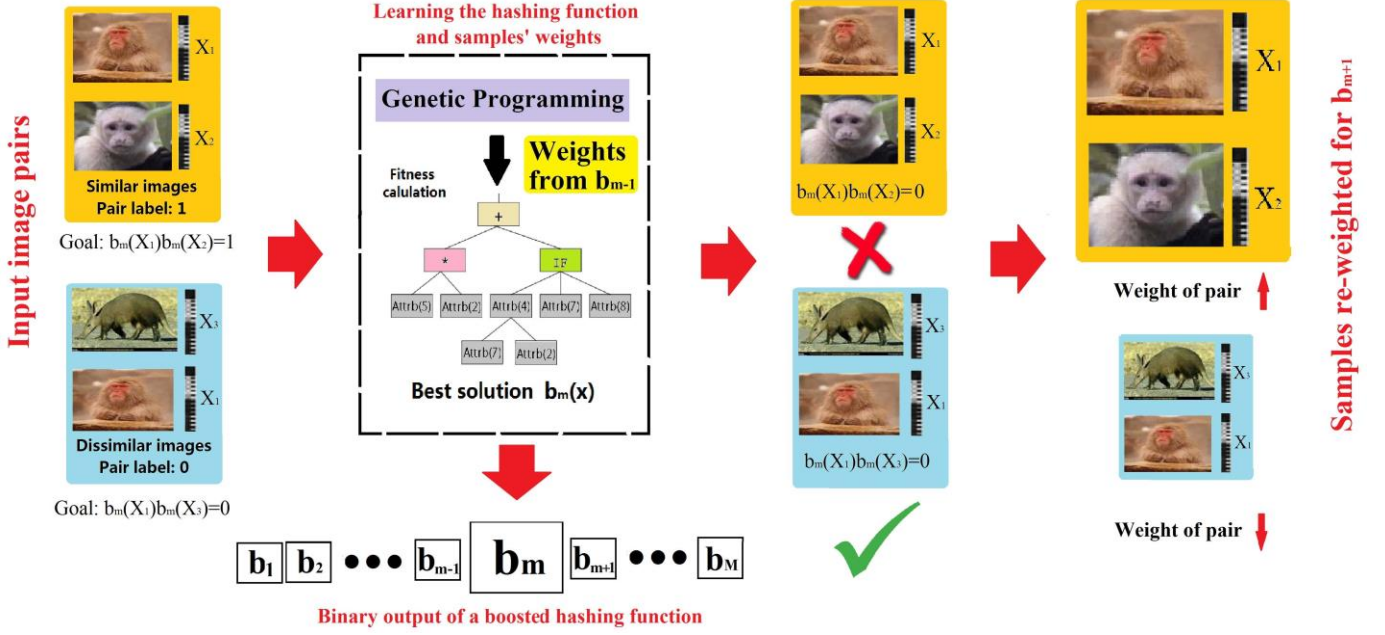 Input image pairs
X₁
X₂
Similar images
Pair label: 1
Goal: bₘ(X₁)bₘ(X₂)=1
X₃
X₁
Dissimilar images
Pair label: 0
Goal: bₘ(X₁)bₘ(X₃)=0
Learning the hashing function
and samples' weights
Genetic Programming
Weights
from bₘ₋₁
Fitness
calulation
+
*
IF
Attrb(5)
Attrb(2)
Attrb(4)
Attrb(7)
Attrb(8)
Attrb(7)
Attrb(2)
Best solution bₘ(x)
b₁
b₂
bₘ₋₁
bₘ
bₘ₊₁
b_M
Binary output of a boosted hashing function
X₁
X₂
bₘ(X₁)bₘ(X₂)=0
X₃
X₁
bₘ(X₁)bₘ(X₃)=0
X₁
X₂
Weight of pair
X₃
X₁
Weight of pair
Samples re-weighted for bₘ₊₁